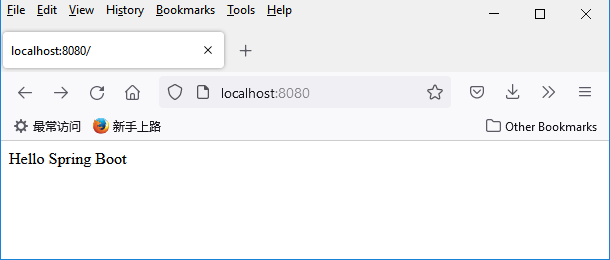 File Edit View History Bookmarks Tools Help
localhost:8080/
localhost:8080
最常访问 新手上路 Other Bookmarks
Hello Spring Boot